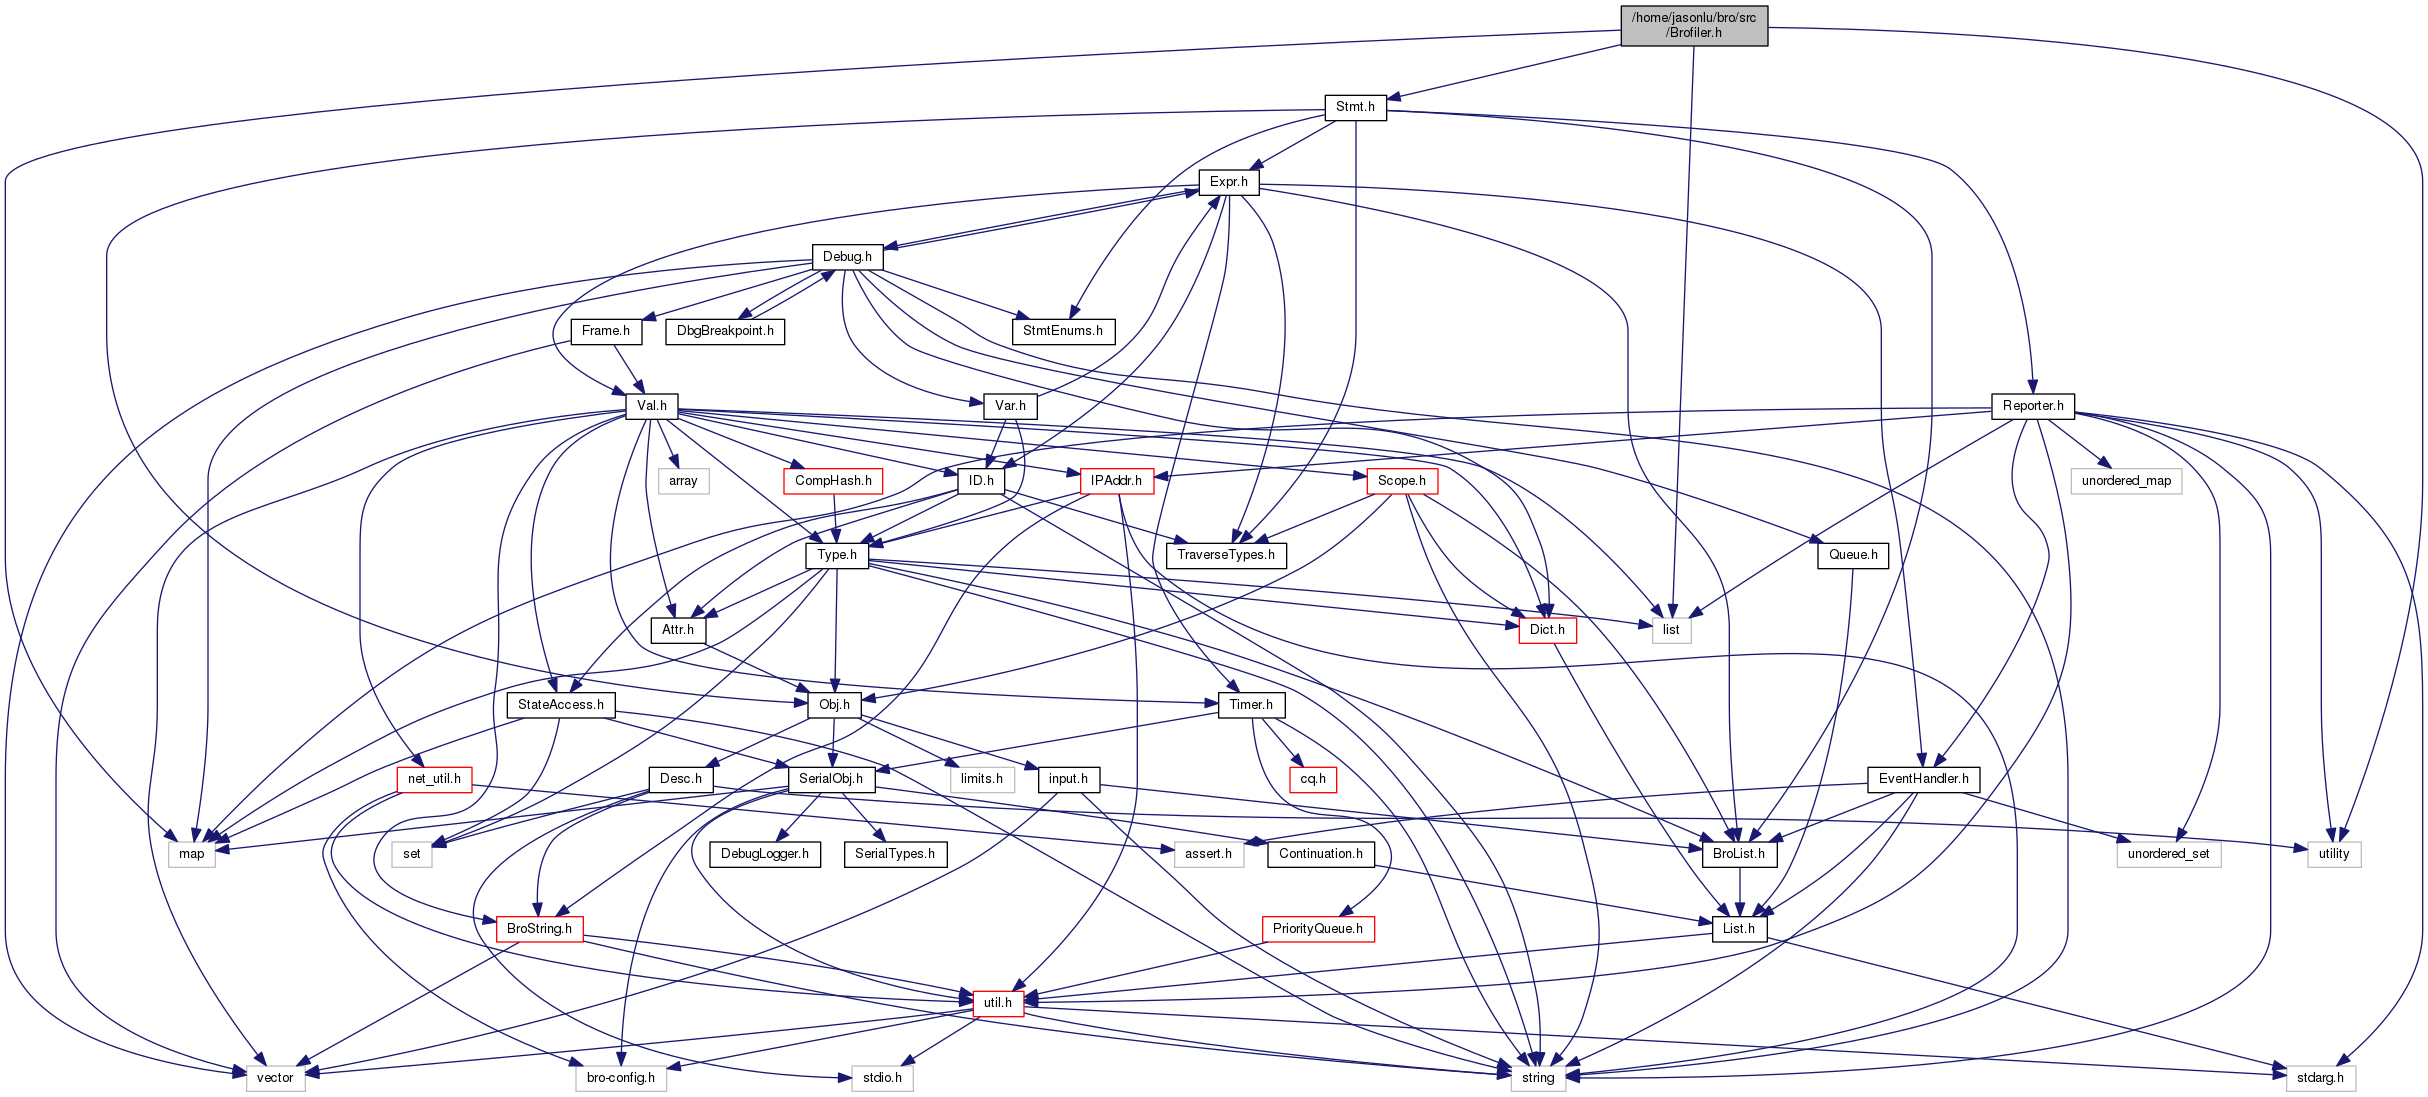 /home/jasonlu/bro/src
/Brofiler.h
Stmt.h
Expr.h
Debug.h
Frame.h
DbgBreakpoint.h
StmtEnums.h
Val.h
Var.h
Reporter.h
array
CompHash.h
ID.h
IPAddr.h
Scope.h
unordered_map
Type.h
TraverseTypes.h
Queue.h
Attr.h
Dict.h
list
StateAccess.h
Obj.h
Timer.h
net_util.h
Desc.h
SerialObj.h
limits.h
input.h
cq.h
EventHandler.h
map
set
DebugLogger.h
SerialTypes.h
assert.h
Continuation.h
BroList.h
unordered_set
utility
BroString.h
PriorityQueue.h
List.h
util.h
vector
bro-config.h
stdio.h
string
stdarg.h